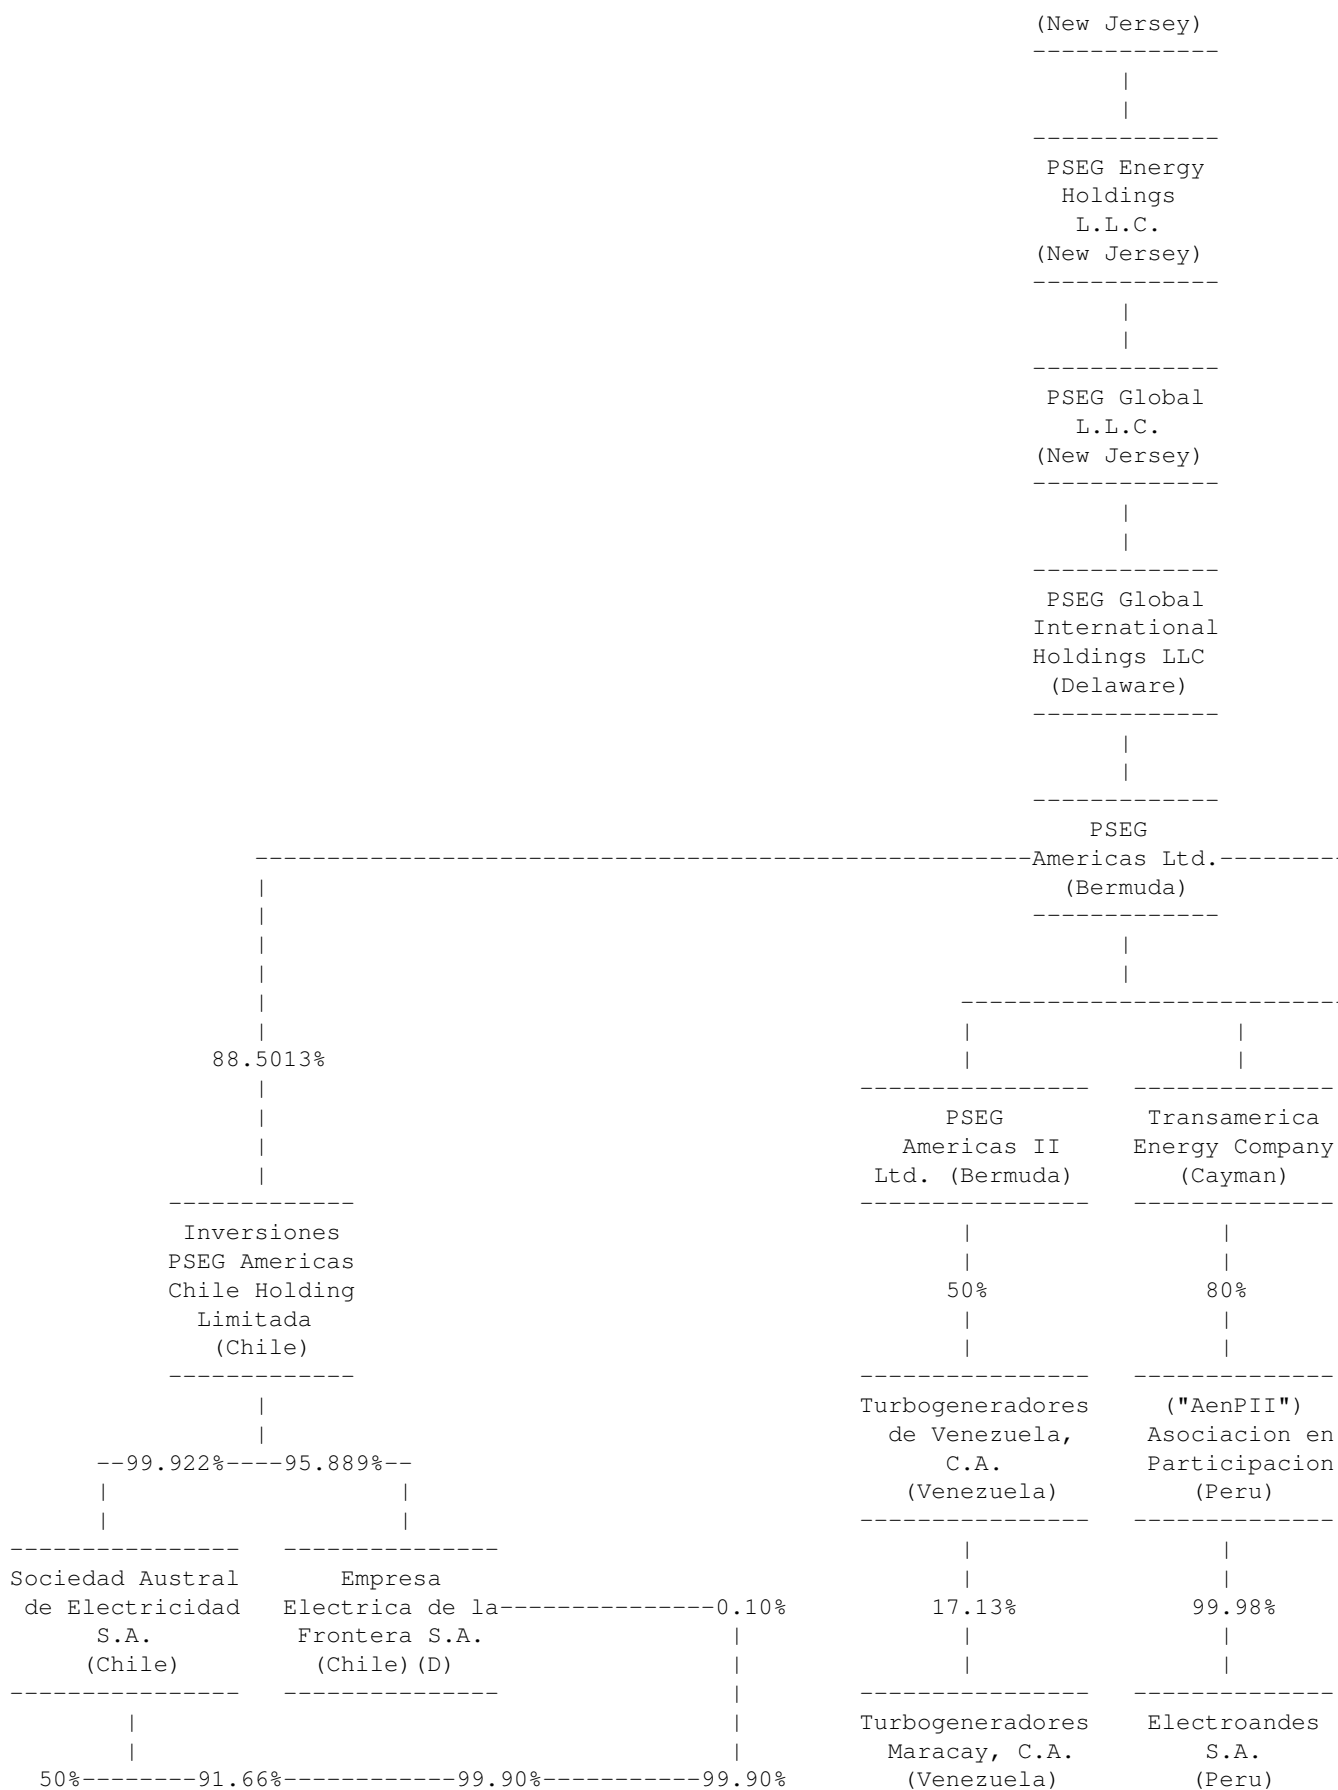 (New Jersey)
-------------
|
|
-------------
PSEG Energy
Holdings
L.L.C.
(New Jersey)
-------------
|
|
-------------
PSEG Global
L.L.C.
(New Jersey)
-------------
|
|
-------------
PSEG Global
International
Holdings LLC
(Delaware)
-------------
|
|
-------------
PSEG
------------------------------------------------------Americas Ltd.---------
| (Bermuda)
| -------------
| |
| |
| ---------------------------
| | |
88.5013% | |
| ---------------- --------------
| PSEG Transamerica
| Americas II Energy Company
| Ltd. (Bermuda) (Cayman)
------------- ---------------- --------------
Inversiones | |
PSEG Americas | |
Chile Holding 50% 80%
Limitada | |
(Chile) | |
------------- ---------------- --------------
| Turbogeneradores ("AenPII")
| de Venezuela, Asociacion en
--99.922%----95.889%-- C.A. Participacion
| | (Venezuela) (Peru)
| | ---------------- --------------
---------------- --------------- | |
Sociedad Austral Empresa | |
de Electricidad Electrica de la---------------0.10% 17.13% 99.98%
S.A. Frontera S.A. | | |
(Chile) (Chile)(D) | | |
---------------- --------------- | ---------------- --------------
| | Turbogeneradores Electroandes
| | Maracay, C.A. S.A.
50%--------91.66%------------99.90%-----------99.90% (Venezuela) (Peru)